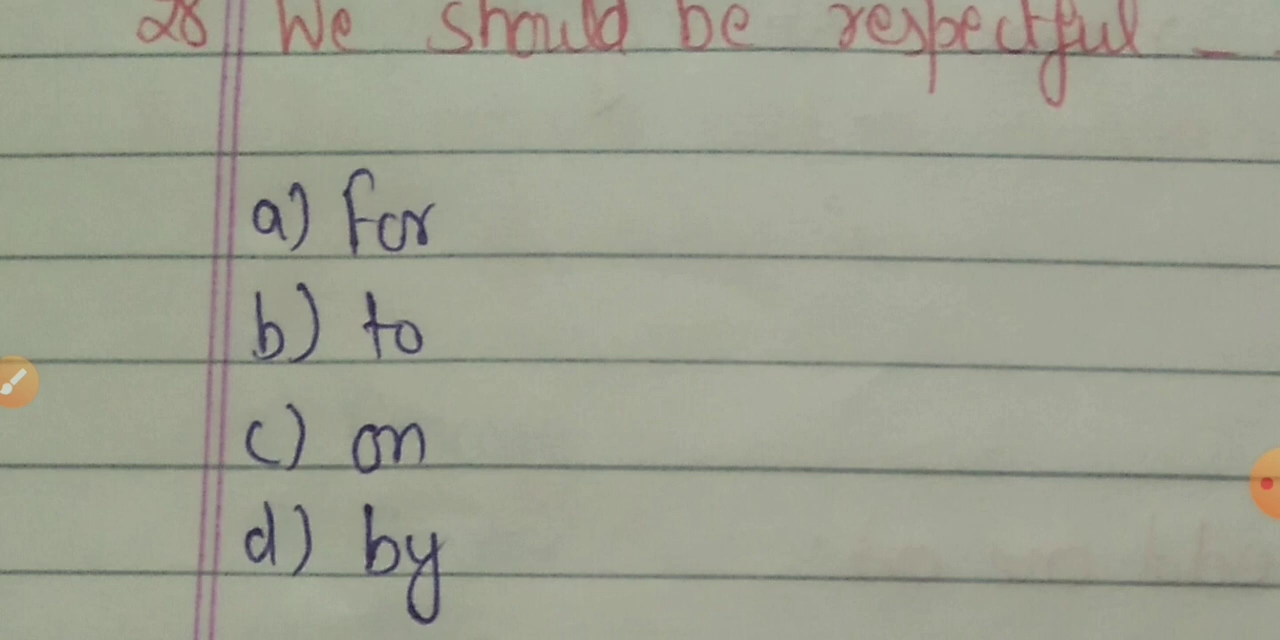 28 We should be respectful _
a) for
b) to
c) on
d) by